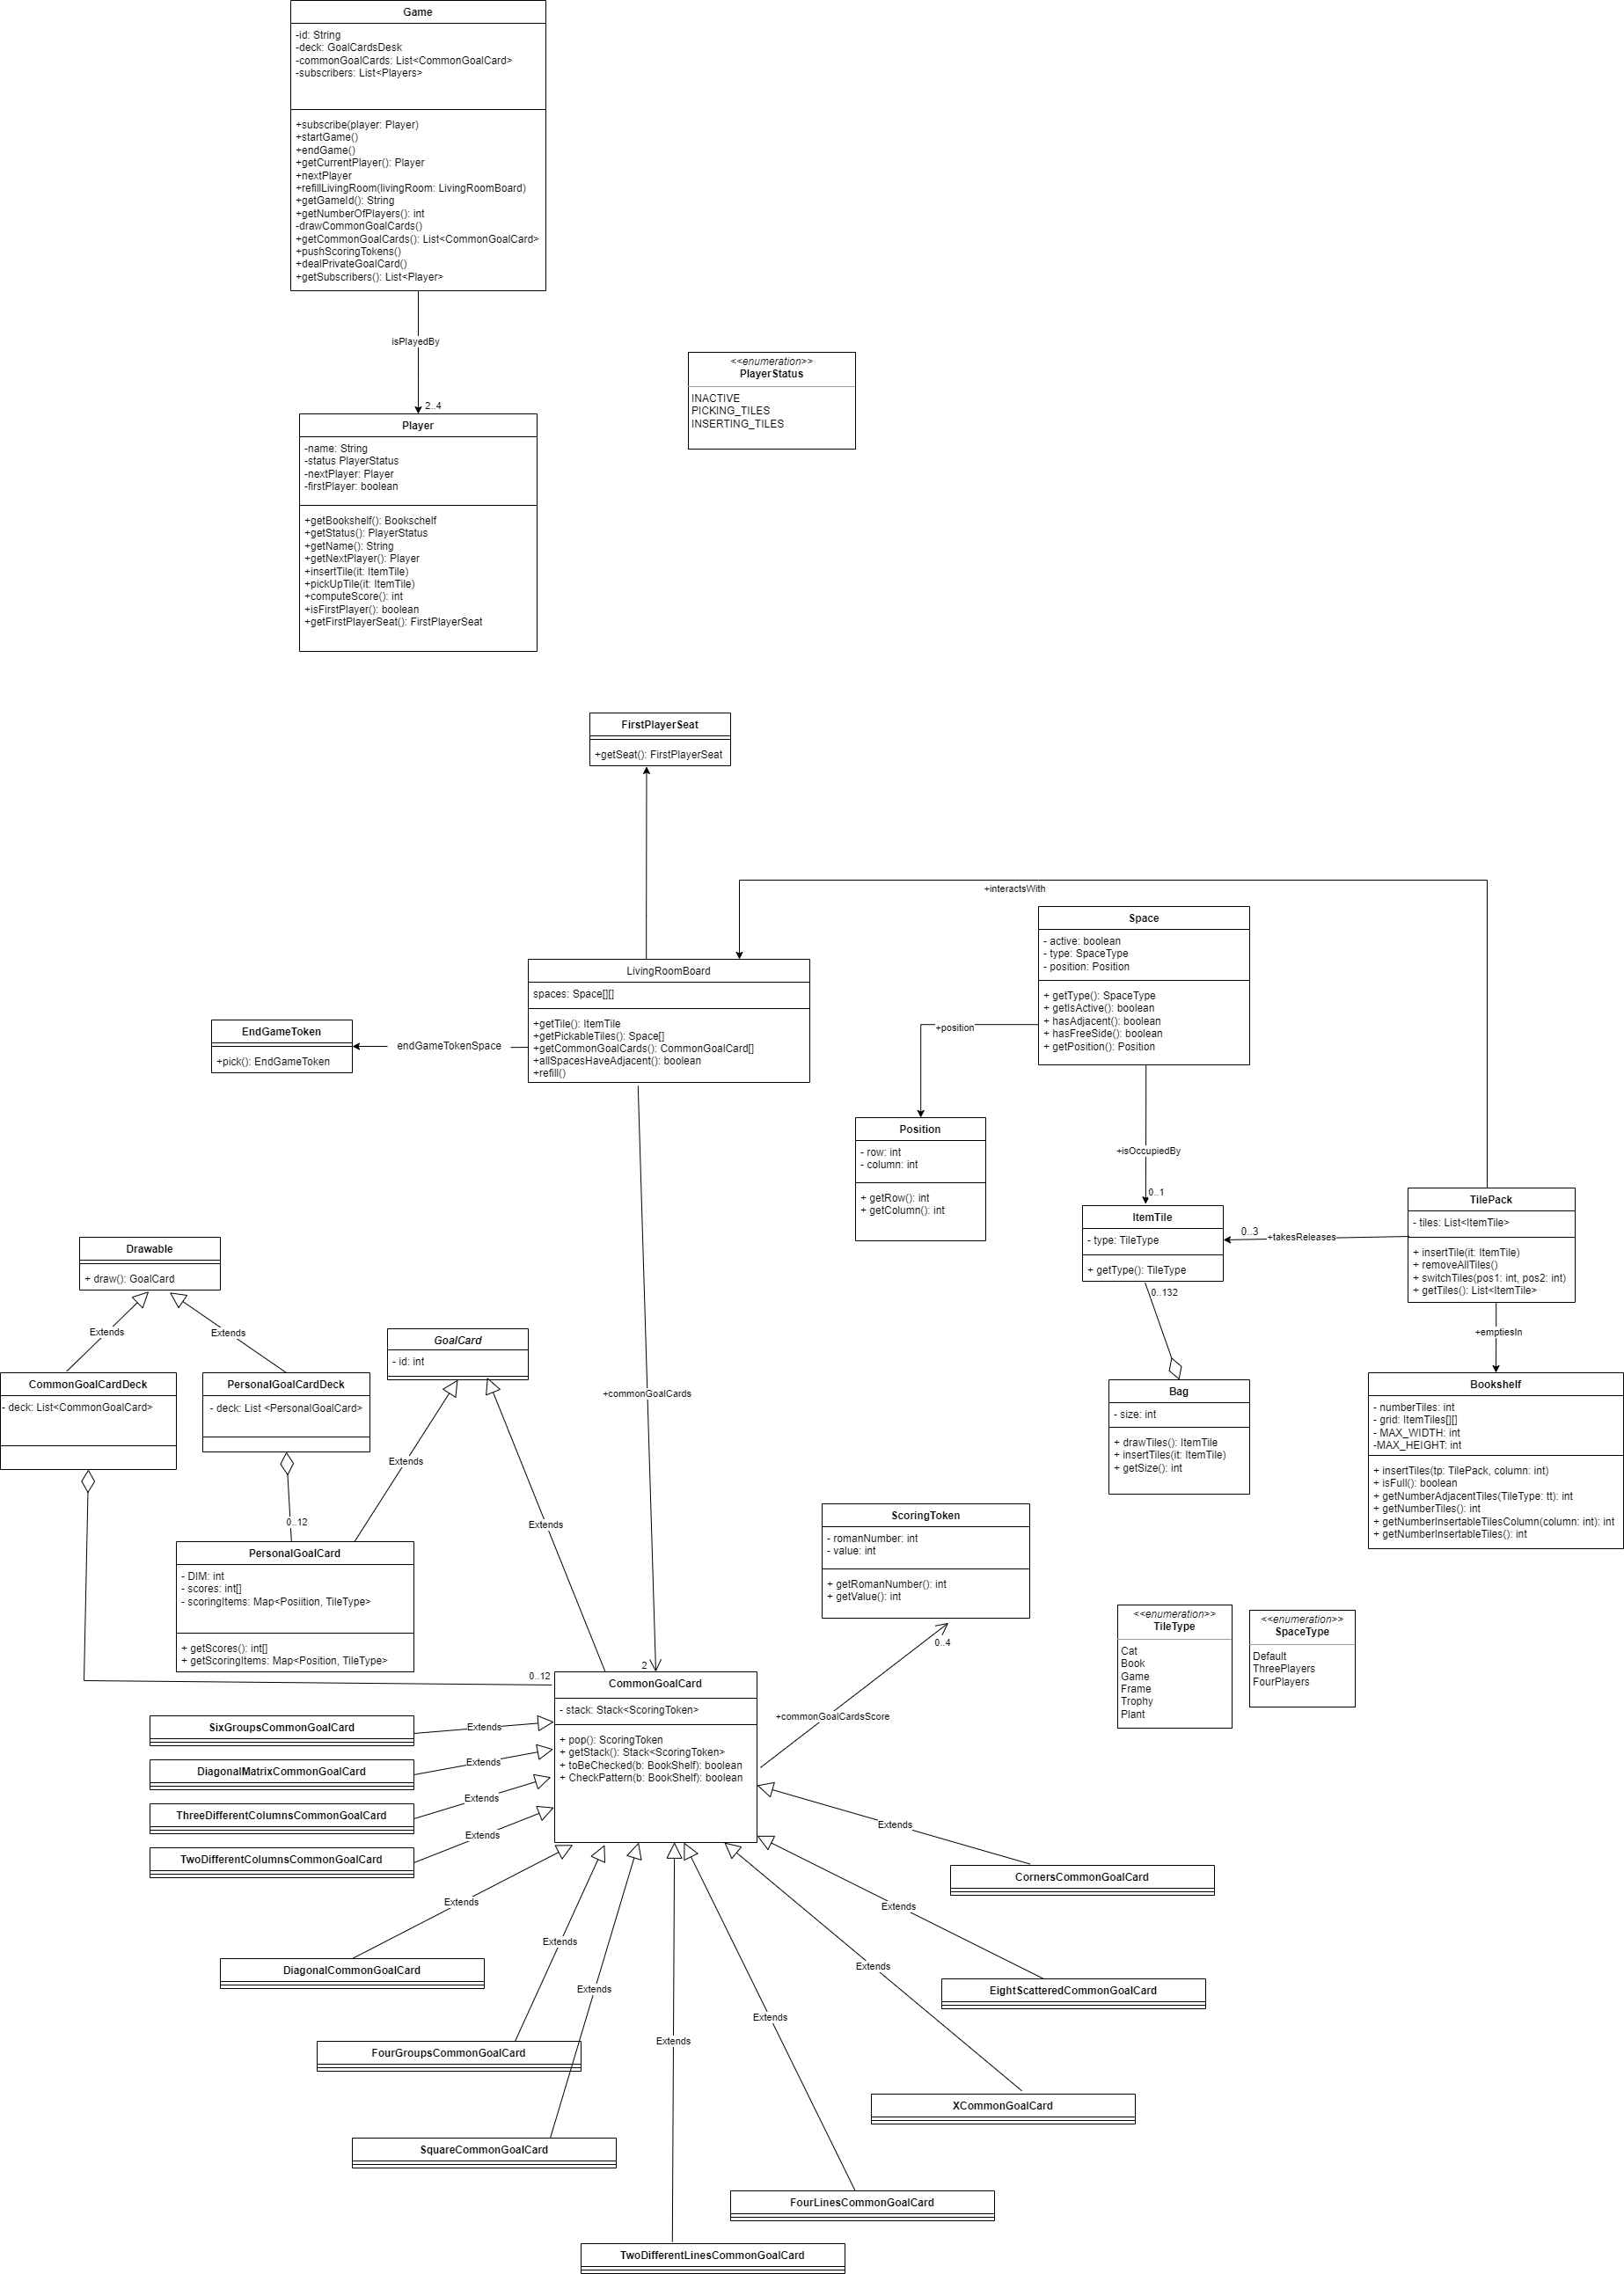 Game
-id: String
-deck: GoalCardsDesk
-commonGoalCards: List<CommonGoalCard>
-subscribers: List<Players>
+subscribe(player: Player)
+startGame()
+endGame()
+getCurrentPlayer(): Player
+nextPlayer
+refillLivingRoom(livingRoom: LivingRoomBoard)
+getGameId(): String
+getNumberOfPlayers(): int
-drawCommonGoalCards()
+getCommonGoalCards(): List<CommonGoalCard>
+pushScoringTokens()
+dealPrivateGoalCard()
+getSubscribers(): List<Player>
isPlayedBy
2..4
<<enumeration>>
PlayerStatus
INACTIVE
PICKING_TILES
INSERTING_TILES
Player
-name: String
-status PlayerStatus
-nextPlayer: Player
-firstPlayer: boolean
+getBookshelf(): Bookschelf
+getStatus(): PlayerStatus
+getName(): String
+getNextPlayer(): Player
+insertTile(it: ItemTile)
+pickUpTile(it: ItemTile)
+computeScore(): int
+isFirstPlayer(): boolean
+getFirstPlayerSeat(): FirstPlayerSeat
FirstPlayerSeat
+getSeat(): FirstPlayerSeat
+interactsWith
Space
- active: boolean
- type: SpaceType
- position: Position
+ getType(): SpaceType
+ getIsActive(): boolean
+ hasAdjacent(): boolean
+ hasFreeSide(): boolean
+ getPosition(): Position
LivingRoomBoard
spaces: Space[][]
+getTile(): ItemTile
+getPickableTiles(): Space[]
+getCommonGoalCards(): CommonGoalCard[]
+allSpacesHaveAdjacent(): boolean
+refill()
EndGameToken
+pick(): EndGameToken
endGameTokenSpace
+position
Position
- row: int
- column: int
+ getRow(): int
+ getColumn(): int
+isOccupiedBy
0..1
ItemTile
- type: TileType
+ getType(): TileType
0..132
0..3
+takesReleases
TilePack
- tiles: List<ItemTile>
+ insertTile(it: ItemTile)
+ removeAllTiles()
+ switchTiles(pos1: int, pos2: int)
+ getTiles(): List<ItemTile>
+emptiesIn
Drawable
+ draw(): GoalCard
Extends
Extends
GoalCard
- id: int
CommonGoalCardDeck
- deck: List<CommonGoalCard>
PersonalGoalCardDeck
- deck: List <PersonalGoalCard>
+commonGoalCards
Bag
- size: int
+ drawTiles(): ItemTile
+ insertTiles(it: ItemTile)
+ getSize(): int
Bookshelf
- numberTiles: int
- grid: ItemTiles[][]
- MAX_WIDTH: int
-MAX_HEIGHT: int
+ insertTiles(tp: TilePack, column: int)
+ isFull(): boolean
+ getNumberAdjacentTiles(TileType: tt): int
+ getNumberTiles(): int
+ getNumberInsertableTilesColumn(column: int): int
+ getNumberInsertableTiles(): int
Extends
Extends
0..12
PersonalGoalCard
- DIM: int
- scores: int[]
- scoringItems: Map<Posiition, TileType>
+ getScores(): int[]
+ getScoringItems: Map<Position, TileType>
ScoringToken
- romanNumber: int
- value: int
+ getRomanNumber(): int
+ getValue(): int
0..4
<<enumeration>>
TileType
Cat
Book
Game
Frame
Trophy
Plant
<<enumeration>>
SpaceType
Default
ThreePlayers
FourPlayers
0..12
2
CommonGoalCard
- stack: Stack<ScoringToken>
+ pop(): ScoringToken
+ getStack(): Stack<ScoringToken>
+ toBeChecked(b: BookShelf): boolean
+ CheckPattern(b: BookShelf): boolean
+commonGoalCardsScore
SixGroupsCommonGoalCard
Extends
DiagonalMatrixCommonGoalCard
Extends
ThreeDifferentColumnsCommonGoalCard
Extends
TwoDifferentColumnsCommonGoalCard
Extends
Extends
CornersCommonGoalCard
Extends
DiagonalCommonGoalCard
Extends
EightScatteredCommonGoalCard
Extends
FourGroupsCommonGoalCard
Extends
Extends
XCommonGoalCard
SquareCommonGoalCard
Extends
Extends
FourLinesCommonGoalCard
TwoDifferentLinesCommonGoalCard